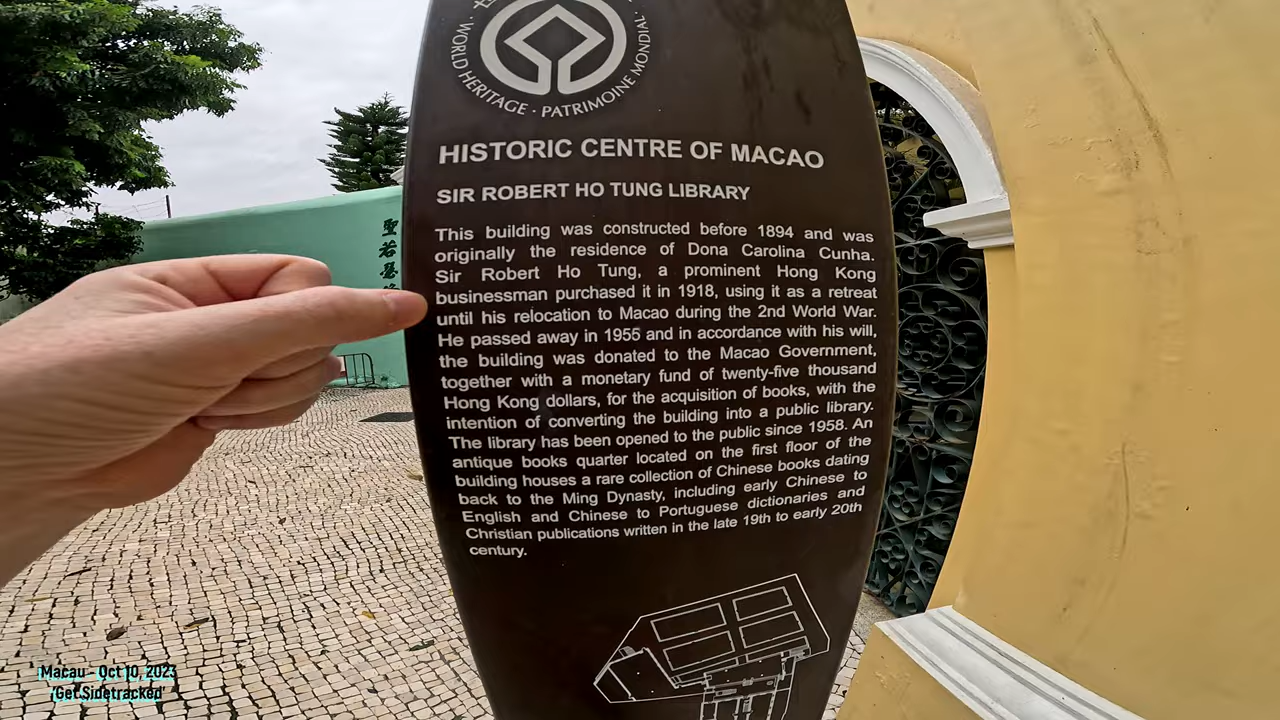 WORLD HERITAGE · PATRIMOINE MONDIAL ·
HISTORIC CENTRE OF MACAO
SIR ROBERT HO TUNG LIBRARY
This building was constructed before 1894 and was
originally the residence of Dona Carolina Cunha.
Sir Robert Ho Tung, a prominent Hong Kong
businessman purchased it in 1918, using it as a retreat
until his relocation to Macao during the 2nd World War.
He passed away in 1955 and in accordance with his will,
the building was donated to the Macao Government,
together with a monetary fund of twenty-five thousand
Hong Kong dollars, for the acquisition of books, with the
intention of converting the building into a public library.
The library has been opened to the public since 1958. An
antique books quarter located on the first floor of the
building houses a rare collection of Chinese books dating
back to the Ming Dynasty, including early Chinese to
English and Chinese to Portuguese dictionaries and
Christian publications written in the late 19th to early 20th
century.
聖若瑟
Macau - Oct 10, 2023
'Get Sidetracked'